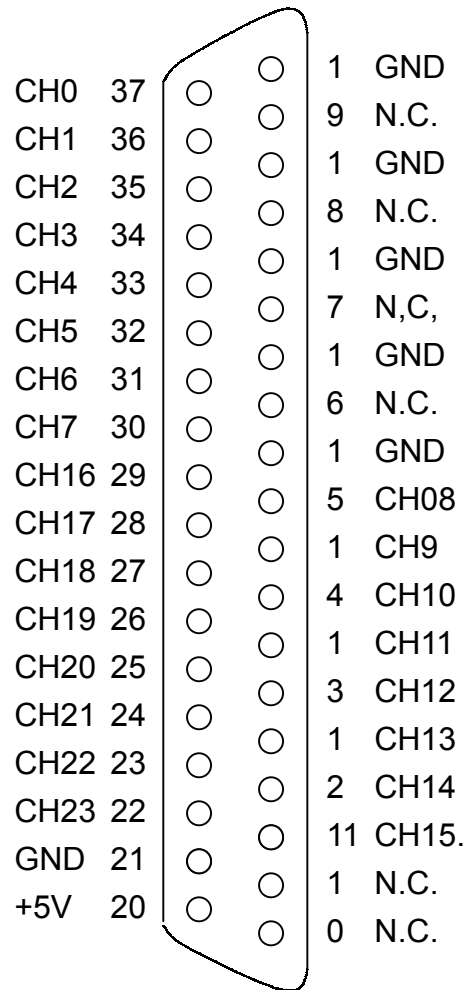 CH0 37
CH1 36
CH2 35
CH3 34
CH4 33
CH5 32
CH6 31
CH7 30
CH16 29
CH17 28
CH18 27
CH19 26
CH20 25
CH21 24
CH22 23
CH23 22
GND 21
+5V 20
1 GND
9 N.C.
1 GND
8 N.C.
1 GND
7 N,C,
1 GND
6 N.C.
1 GND
5 CH08
1 CH9
4 CH10
1 CH11
3 CH12
1 CH13
2 CH14
11 CH15.
1 N.C.
0 N.C.